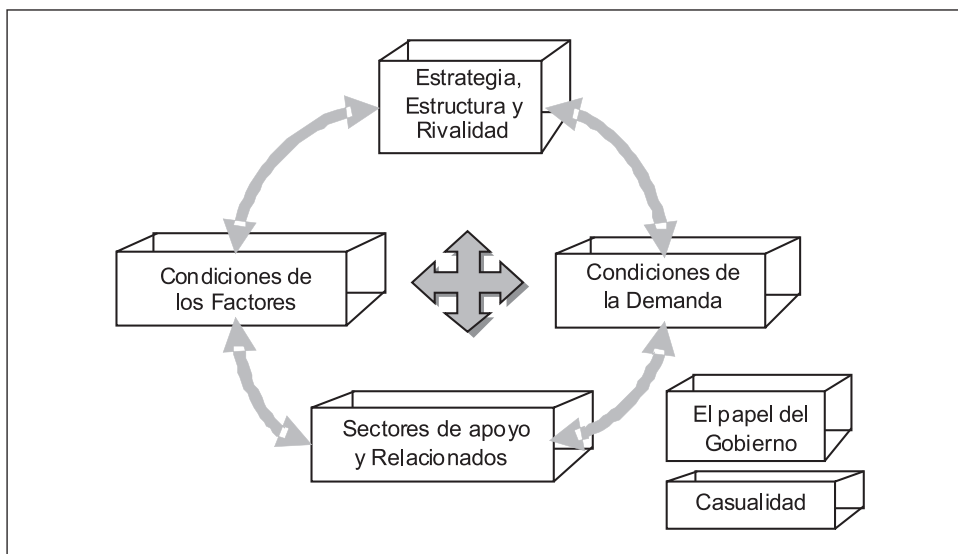 Estrategia,
Estructura y
Rivalidad
Condiciones de
los Factores
Condiciones de
la Demanda
Sectores de apoyo
y Relacionados
El papel del
Gobierno
Casualidad